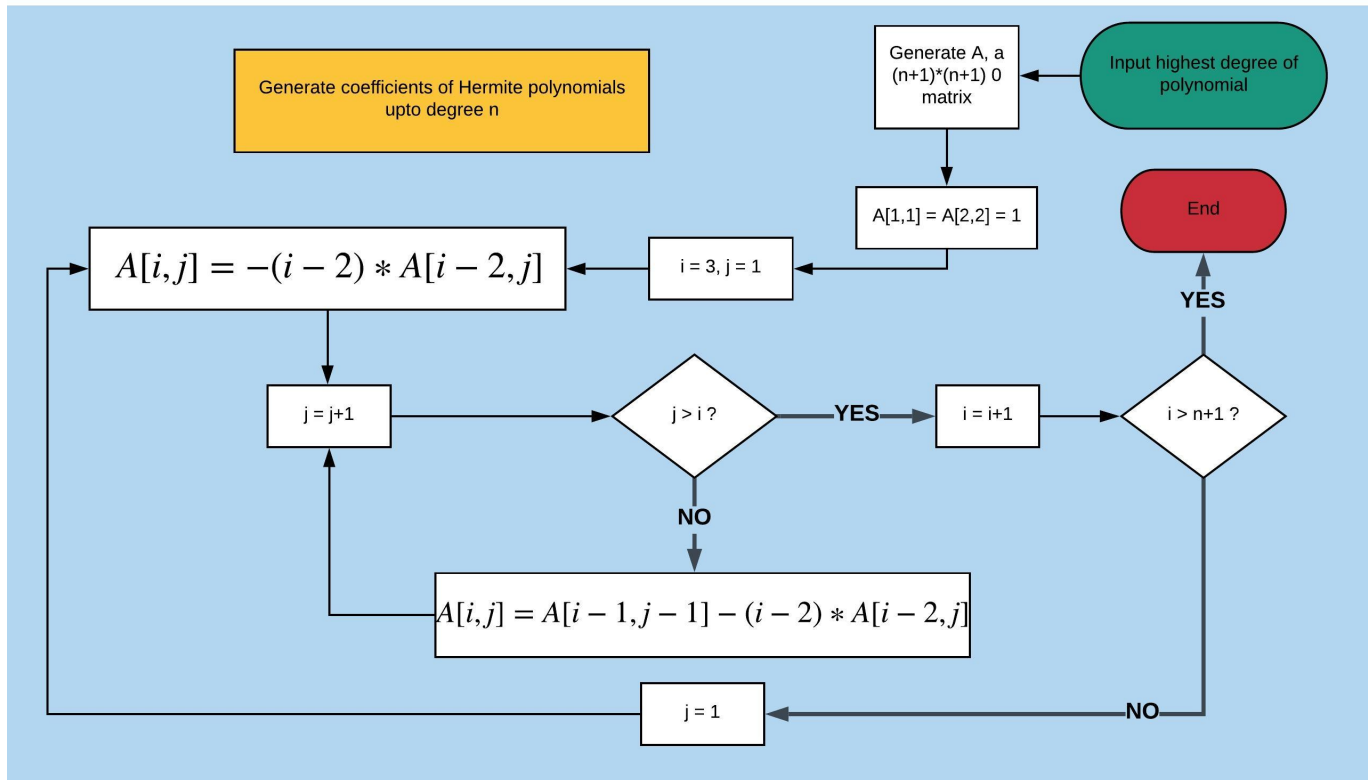 Generate coefficients of Hermite polynomials
upto degree n
Generate A, a
(n+1)*(n+1) 0
matrix
Input highest degree of
polynomial
A[1,1] = A[2,2] = 1
End
i = 3, j = 1
A[i, j] = −(i − 2) ∗ A[i − 2, j]
YES
j = j+1
j > i ?
YES
i = i+1
i > n+1 ?
NO
A[i, j] = A[i − 1, j − 1] − (i − 2) ∗ A[i − 2, j]
j = 1
NO